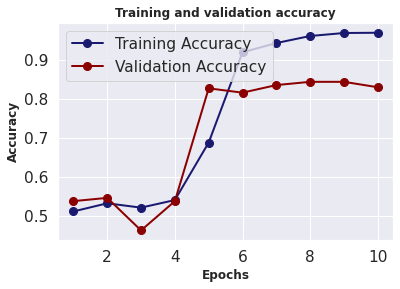 Training and validation accuracy
Training Accuracy
Validation Accuracy
Accuracy
0.9
0.8
0.7
0.6
0.5
2 4 6 8 10
Epochs